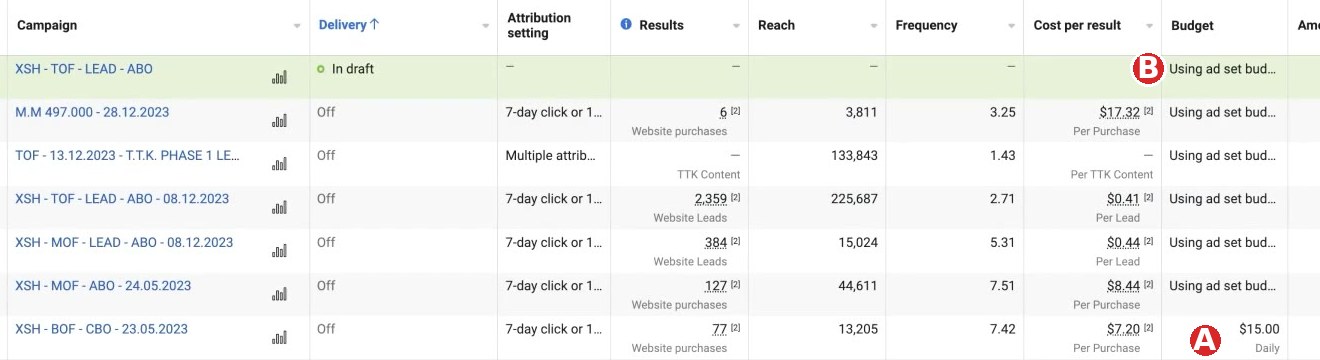 Campaign Delivery ↑ Attribution setting Results Reach Frequency Cost per result Budget Am
XSH - TOF - LEAD - ABO In draft — — — — B Using ad set bud...
M.M 497.000 - 28.12.2023 Off 7-day click or 1... 6 [2] 3,811 3.25 $17.32 [2] Using ad set bud...
Website purchases Per Purchase
TOF - 13.12.2023 - T.T.K. PHASE 1 LE... Off Multiple attrib... — 133,843 1.43 — Using ad set bud...
TTK Content Per TTK Content
XSH - TOF - LEAD - ABO - 08.12.2023 Off 7-day click or 1... 2,359 [2] 225,687 2.71 $0.41 [2] Using ad set bud...
Website Leads Per Lead
XSH - MOF - LEAD - ABO - 08.12.2023 Off 7-day click or 1... 384 [2] 15,024 5.31 $0.44 [2] Using ad set bud...
Website Leads Per Lead
XSH - MOF - ABO - 24.05.2023 Off 7-day click or 1... 127 [2] 44,611 7.51 $8.44 [2] Using ad set bud...
Website purchases Per Purchase
XSH - BOF - CBO - 23.05.2023 Off 7-day click or 1... 77 [2] 13,205 7.42 $7.20 [2] A $15.00
Website purchases Per Purchase Daily